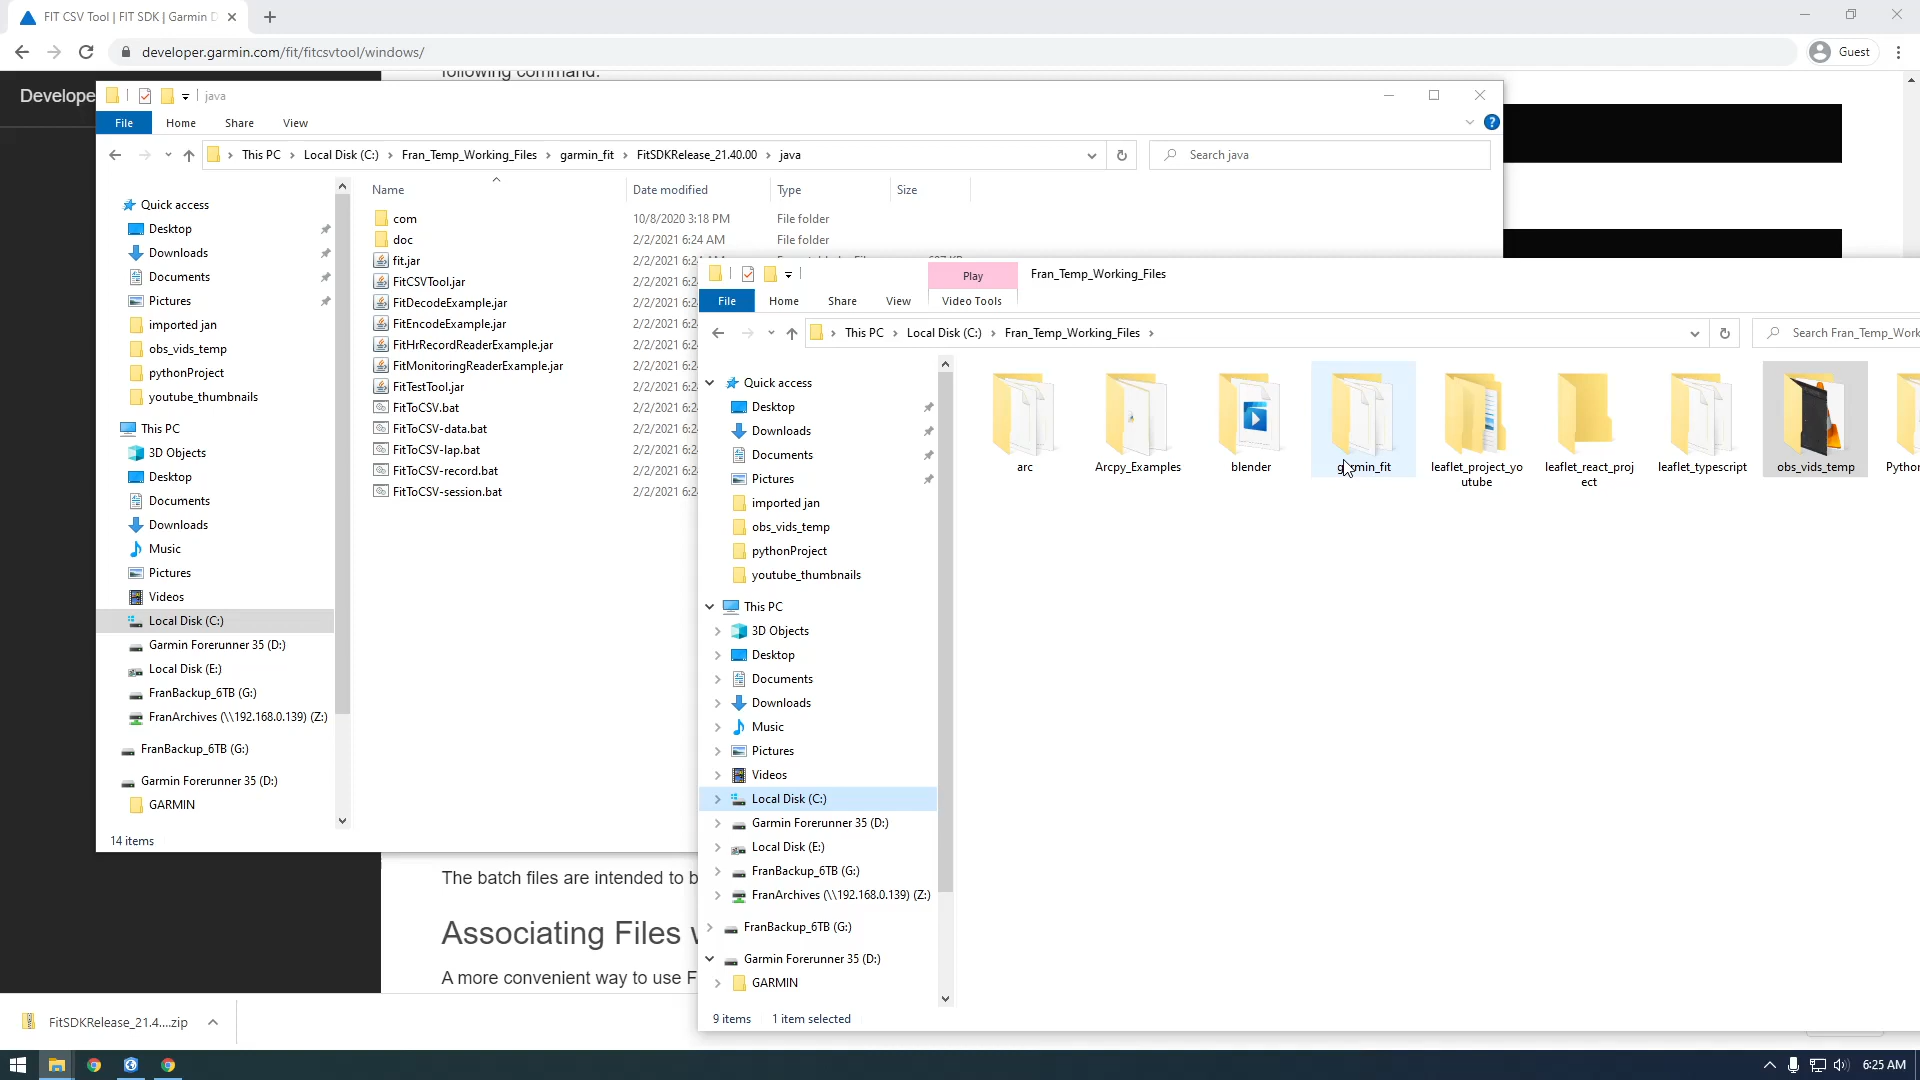 FIT CSV Tool | FIT SDK | Garmin D
developer.garmin.com/fit/fitcsvtool/windows/
Guest
following command:
Develope
java
File
Home
Share
View
This PC
Local Disk (C:)
Fran_Temp_Working_Files
garmin_fit
FitSDKRelease_21.40.00
java
Search java
Name
Date modified
Type
Size
Quick access
Desktop
Downloads
Documents
Pictures
imported jan
obs_vids_temp
pythonProject
youtube_thumbnails
This PC
3D Objects
Desktop
Documents
Downloads
Music
Pictures
Videos
Local Disk (C:)
Garmin Forerunner 35 (D:)
Local Disk (E:)
FranBackup_6TB (G:)
FranArchives (\\192.168.0.139) (Z:)
FranBackup_6TB (G:)
Garmin Forerunner 35 (D:)
GARMIN
14 items
com 10/8/2020 3:18 PM File folder
doc 2/2/2021 6:24 AM File folder
fit.jar
FitCSVTool.jar 2/2/2021 6:2
FitDecodeExample.jar 2/2/2021 6:2
FitEncodeExample.jar 2/2/2021 6:2
FitHrRecordReaderExample.jar 2/2/2021 6:2
FitMonitoringReaderExample.jar 2/2/2021 6:2
FitTestTool.jar 2/2/2021 6:2
FitToCSV.bat 2/2/2021 6:2
FitToCSV-data.bat 2/2/2021 6:2
FitToCSV-lap.bat 2/2/2021 6:2
FitToCSV-record.bat 2/2/2021 6:2
FitToCSV-session.bat 2/2/2021 6:2
Play
Fran_Temp_Working_Files
File
Home
Share
View
Video Tools
This PC
Local Disk (C:)
Fran_Temp_Working_Files
Search Fran_Temp_Work
Quick access
Desktop
Downloads
Documents
Pictures
imported jan
obs_vids_temp
pythonProject
youtube_thumbnails
This PC
3D Objects
Desktop
Documents
Downloads
Music
Pictures
Videos
Local Disk (C:)
Garmin Forerunner 35 (D:)
Local Disk (E:)
FranBackup_6TB (G:)
FranArchives (\\192.168.0.139) (Z:)
FranBackup_6TB (G:)
Garmin Forerunner 35 (D:)
GARMIN
arc
Arcpy_Examples
blender
garmin_fit
leaflet_project_yo
utube
leaflet_react_proj
ect
leaflet_typescript
obs_vids_temp
Python
9 items
1 item selected
The batch files are intended to b
Associating Files w
A more convenient way to use F
FitSDKRelease_21.4....zip
6:25 AM